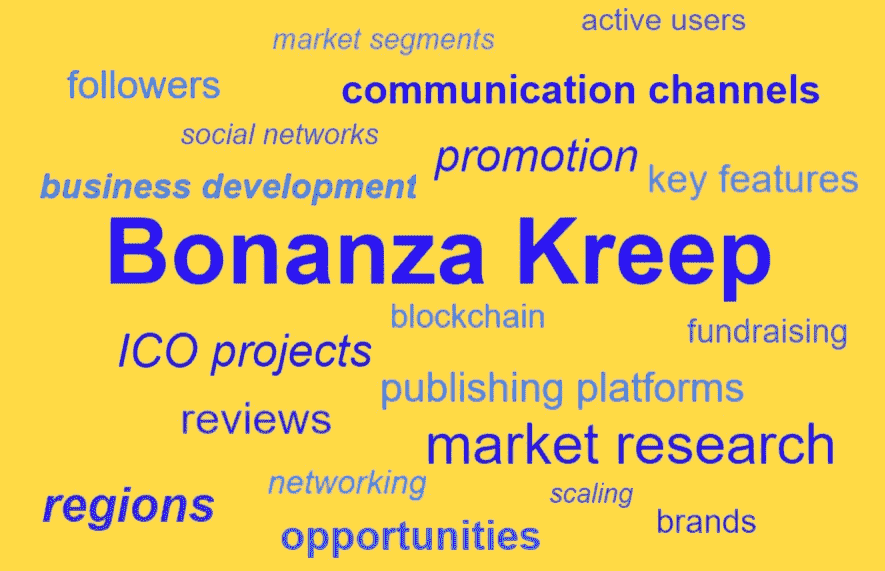 active users
market segments
followers
communication channels
social networks
promotion
key features
business development
Bonanza Kreep
blockchain
fundraising
ICO projects
publishing platforms
reviews
market research
networking
scaling
regions
brands
opportunities